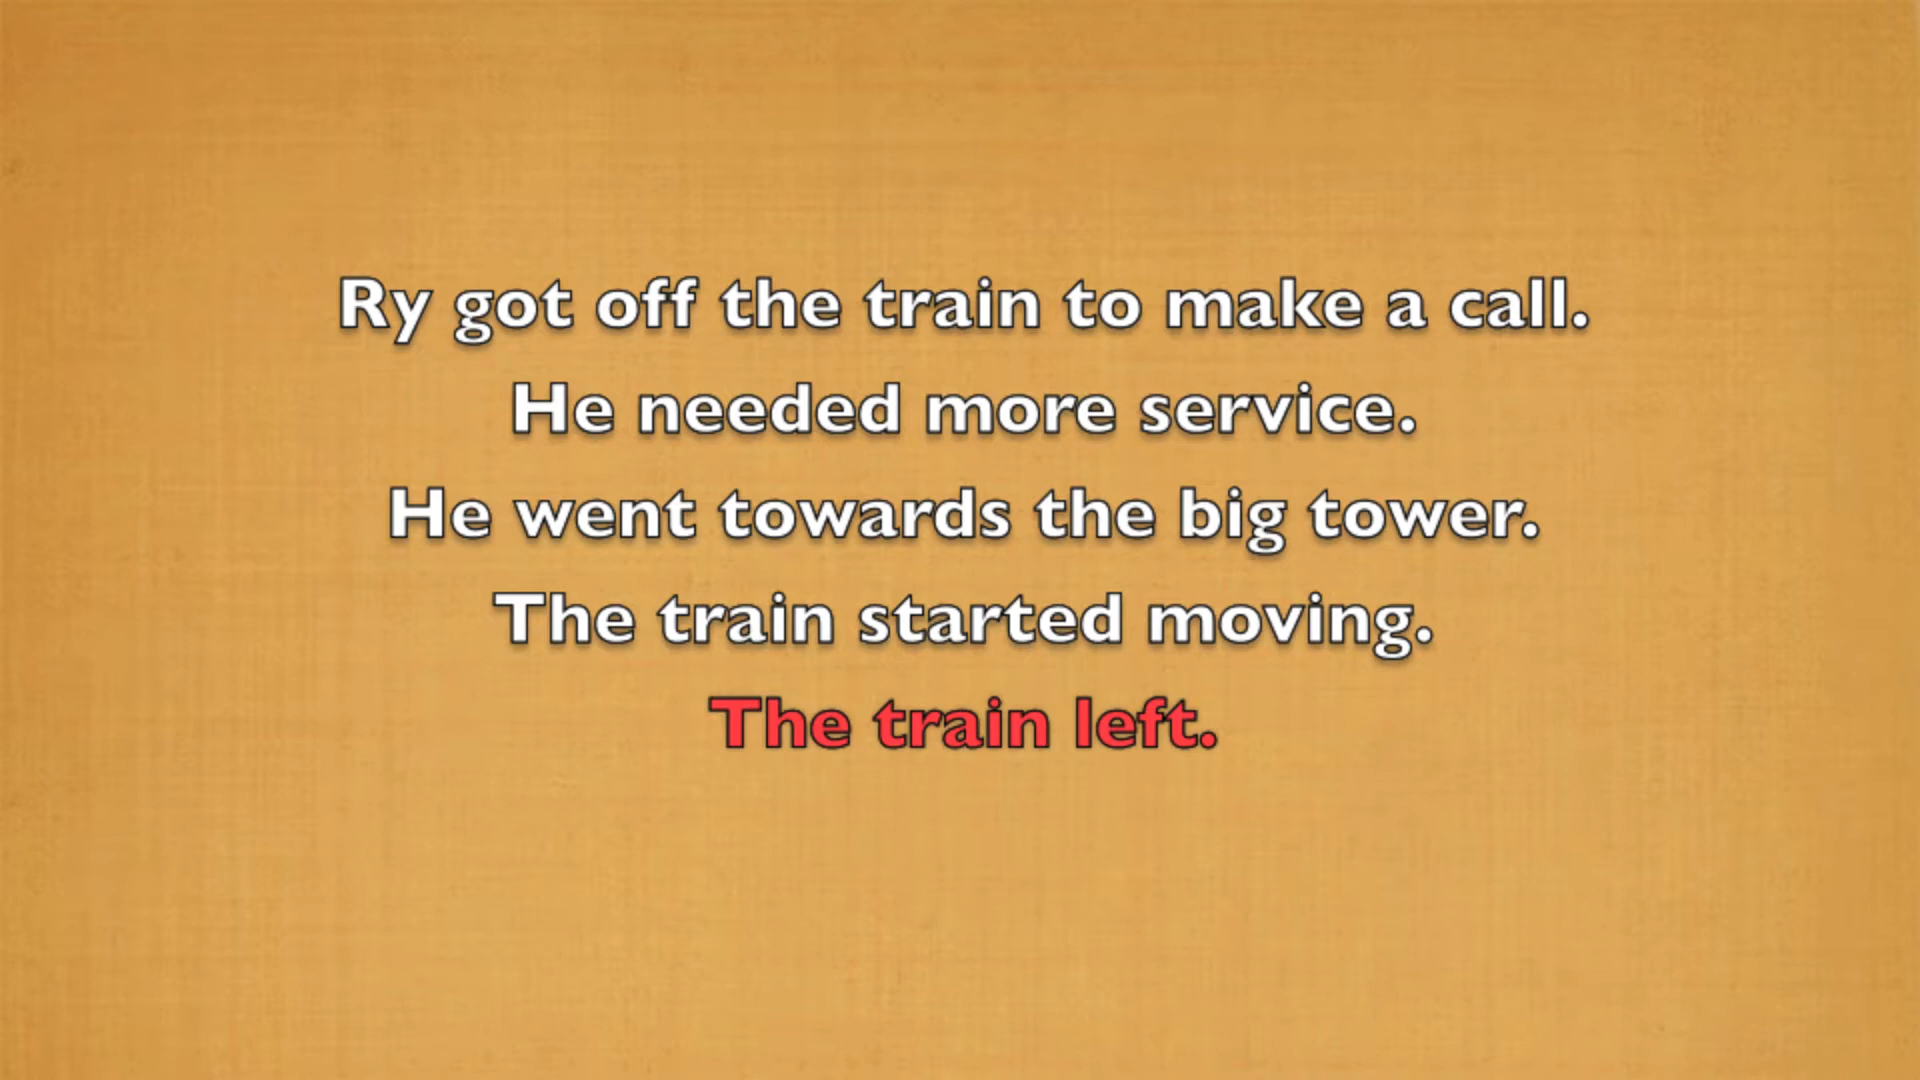 Ry got off the train to make a call.
He needed more service.
He went towards the big tower.
The train started moving.
The train left.